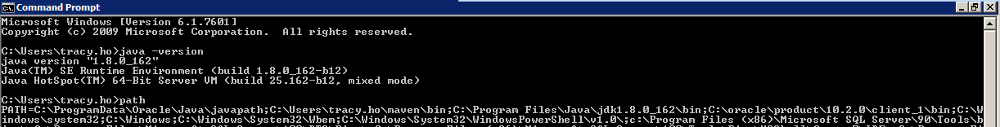 Command Prompt
Microsoft Windows [Version 6.1.7601]
Copyright (c) 2009 Microsoft Corporation.  All rights reserved.
C:\Users\tracy.ho>java -version
java version "1.8.0_162"
Java(TM) SE Runtime Environment (build 1.8.0_162-b12)
Java HotSpot(TM) 64-Bit Server VM (build 25.162-b12, mixed mode)
C:\Users\tracy.ho>path
PATH=C:\ProgramData\Oracle\Java\javapath;C:\Users\tracy.ho\maven\bin;C:\Program Files\Java\jdk1.8.0_162\bin;C:\oracle\product\10.2.0\client_1\bin;C:\W
indows\system32;C:\Windows;C:\Windows\System32\Wbem;C:\Windows\System32\WindowsPowerShell\v1.0\;c:\Program Files (x86)\Microsoft SQL Server\90\Tools\b